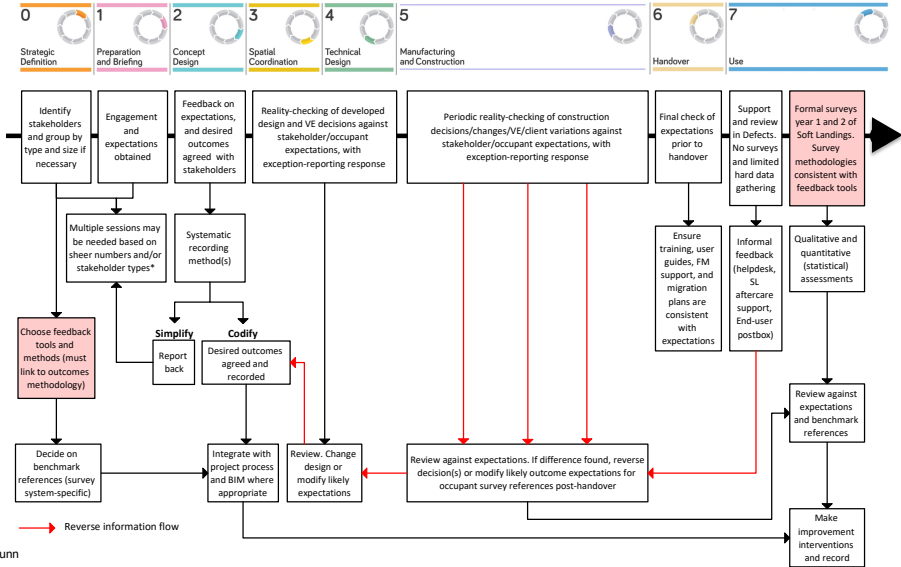 0
Strategic
Definition
1
Preparation
and Briefing
2
Concept
Design
3
Spatial
Coordination
4
Technical
Design
5
Manufacturing
and Construction
6
Handover
7
Use
Identify
stakeholders
and group by
type and size if
necessary
Engagement
and
expectations
obtained
Feedback on
expectations,
and desired
outcomes
agreed with
stakeholders
Reality-checking of developed
design and VE decisions against
stakeholder/occupant
expectations, with
exception-reporting response
Periodic reality-checking of construction
decisions/changes/VE/client variations against
stakeholder/occupant expectations, with
exception-reporting response
Final check of
expectations
prior to
handover
Support
and review
in Defects.
No surveys
and limited
hard data
gathering
Formal surveys
year 1 and 2 of
Soft Landings.
Survey
methodologies
consistent with
feedback tools
Multiple sessions may
be needed based on
sheer numbers and/or
stakeholder types*
Systematic
recording
method(s)
Ensure
training, user
guides, FM
support, and
migration
plans are
consistent
with
expectations
Informal
feedback
(helpdesk,
SL
aftercare
support,
End-user
postbox)
Qualitative and
quantitative
(statistical)
assessments
Choose feedback
tools and
methods (must
link to outcomes
methodology)
Simplify
Report
back
Codify
Desired outcomes
agreed and
recorded
Review against
expectations
and benchmark
references
Decide on
benchmark
references (survey
system-specific)
Integrate with
project process
and BIM where
appropriate
Review. Change
design or
modify likely
expectations
Review against expectations. If difference found, reverse
decision(s) or modify likely outcome expectations for
occupant survey references post-handover
Make
improvement
interventions
and record
Reverse information flow
unn